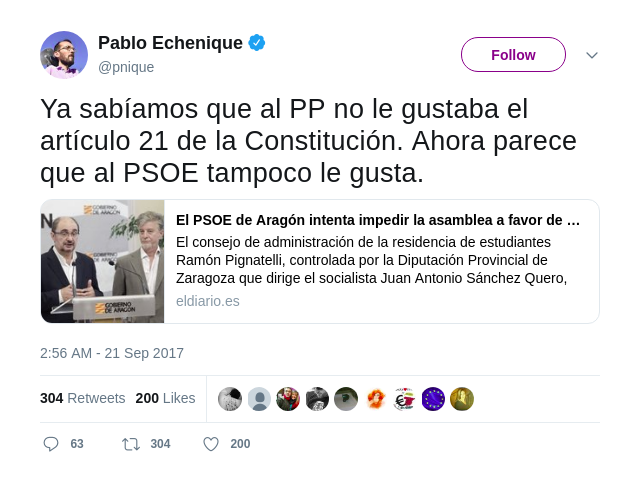 Pablo Echenique
@pnique
Follow
Ya sabíamos que al PP no le gustaba el
artículo 21 de la Constitución. Ahora parece
que al PSOE tampoco le gusta.
GOBIERNO
DE ARAGON
N
GOBIERNO
DE ARAGON
El PSOE de Aragón intenta impedir la asamblea a favor de …
El consejo de administración de la residencia de estudiantes
Ramón Pignatelli, controlada por la Diputación Provincial de
Zaragoza que dirige el socialista Juan Antonio Sánchez Quero,
eldiario.es
2:56 AM - 21 Sep 2017
304 Retweets 200 Likes
63 304 200